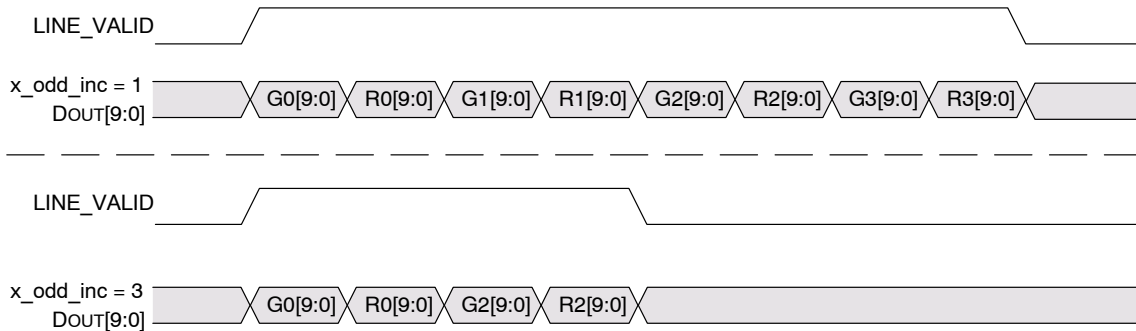 LINE_VALID
x_odd_inc = 1
DOUT[9:0]
G0[9:0] R0[9:0] G1[9:0] R1[9:0] G2[9:0] R2[9:0] G3[9:0] R3[9:0]
LINE_VALID
x_odd_inc = 3
DOUT[9:0]
G0[9:0] R0[9:0] G2[9:0] R2[9:0]